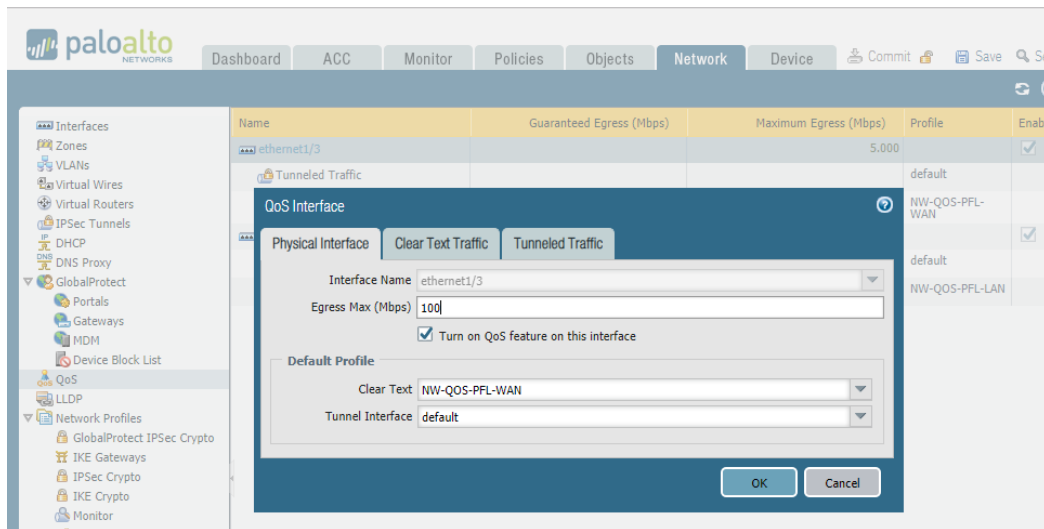 paloalto
NETWORKS
Dashboard ACC Monitor Policies Objects Network Device Commit Save
Name Guaranteed Egress (Mbps) Maximum Egress (Mbps) Profile Enab
ethernet1/3 5.000
Tunneled Traffic default
NW-QOS-PFL-
WAN
default
NW-QOS-PFL-LAN
Interfaces
Zones
VLANs
Virtual Wires
Virtual Routers
IPSec Tunnels
DHCP
DNS Proxy
GlobalProtect
Portals
Gateways
MDM
Device Block List
QoS
LLDP
Network Profiles
GlobalProtect IPSec Crypto
IKE Gateways
IPSec Crypto
IKE Crypto
Monitor
QoS Interface
Physical Interface Clear Text Traffic Tunneled Traffic
Interface Name ethernet1/3
Egress Max (Mbps) 100
Turn on QoS feature on this interface
Default Profile
Clear Text NW-QOS-PFL-WAN
Tunnel Interface default
OK Cancel